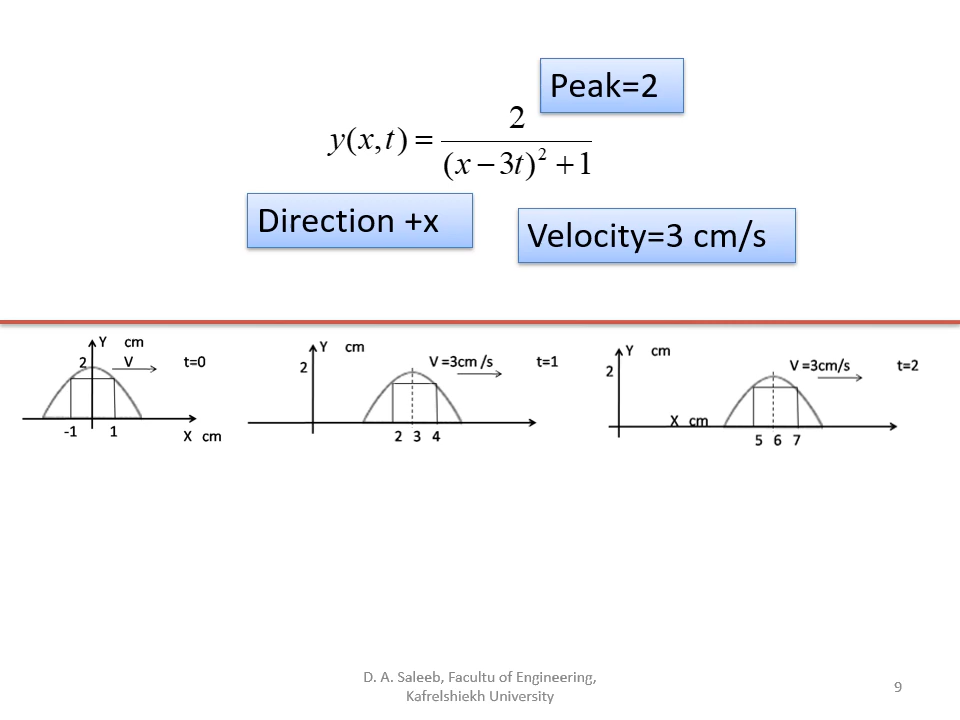 Peak=2
y(x,t) = 2 / ((x − 3t)² + 1)
Direction +x
Velocity=3 cm/s
Y cm
2 V t=0
-1 1 X cm
Y cm
2 V =3cm /s t=1
2 3 4
Y cm
2 V =3cm/s t=2
X cm
5 6 7
D. A. Saleeb, Facultu of Engineering,
Kafrelshiekh University
9